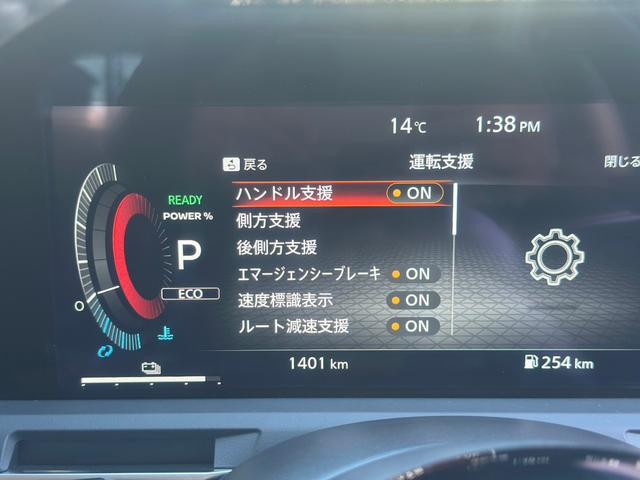 14℃ 1:38 PM
戻る 運転支援 閉じる
ハンドル支援 ON
側方支援
後側方支援
エマージェンシーブレーキ ON
速度標識表示 ON
ルート減速支援 ON
READY
POWER %
P
ECO
0
1401 km 254 km